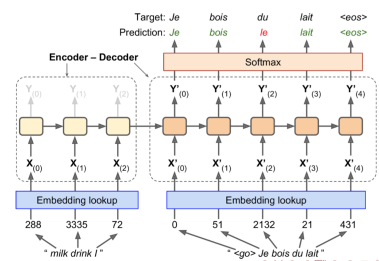 Target: Je bois du lait <eos>
Prediction: Je bois le lait <eos>
Softmax
Encoder – Decoder
Y(0) Y(1) Y(2) Y'(0) Y'(1) Y'(2) Y'(3) Y'(4)
X(0) X(1) X(2) X'(0) X'(1) X'(2) X'(3) X'(4)
Embedding lookup Embedding lookup
288 3335 72 0 51 2132 21 431
" milk drink I " " <go> Je bois du lait "